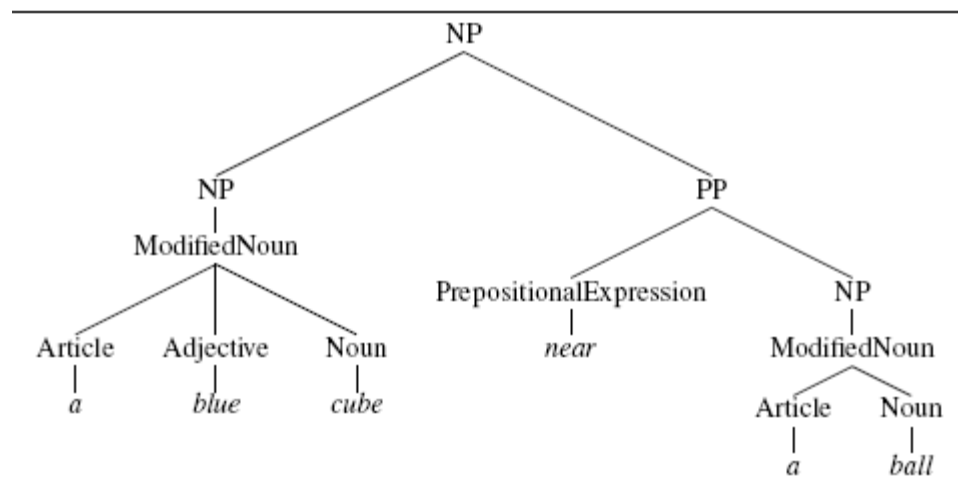 NP
NP PP
ModifiedNoun
PrepositionalExpression NP
Article Adjective Noun near ModifiedNoun
a blue cube
Article Noun
a ball